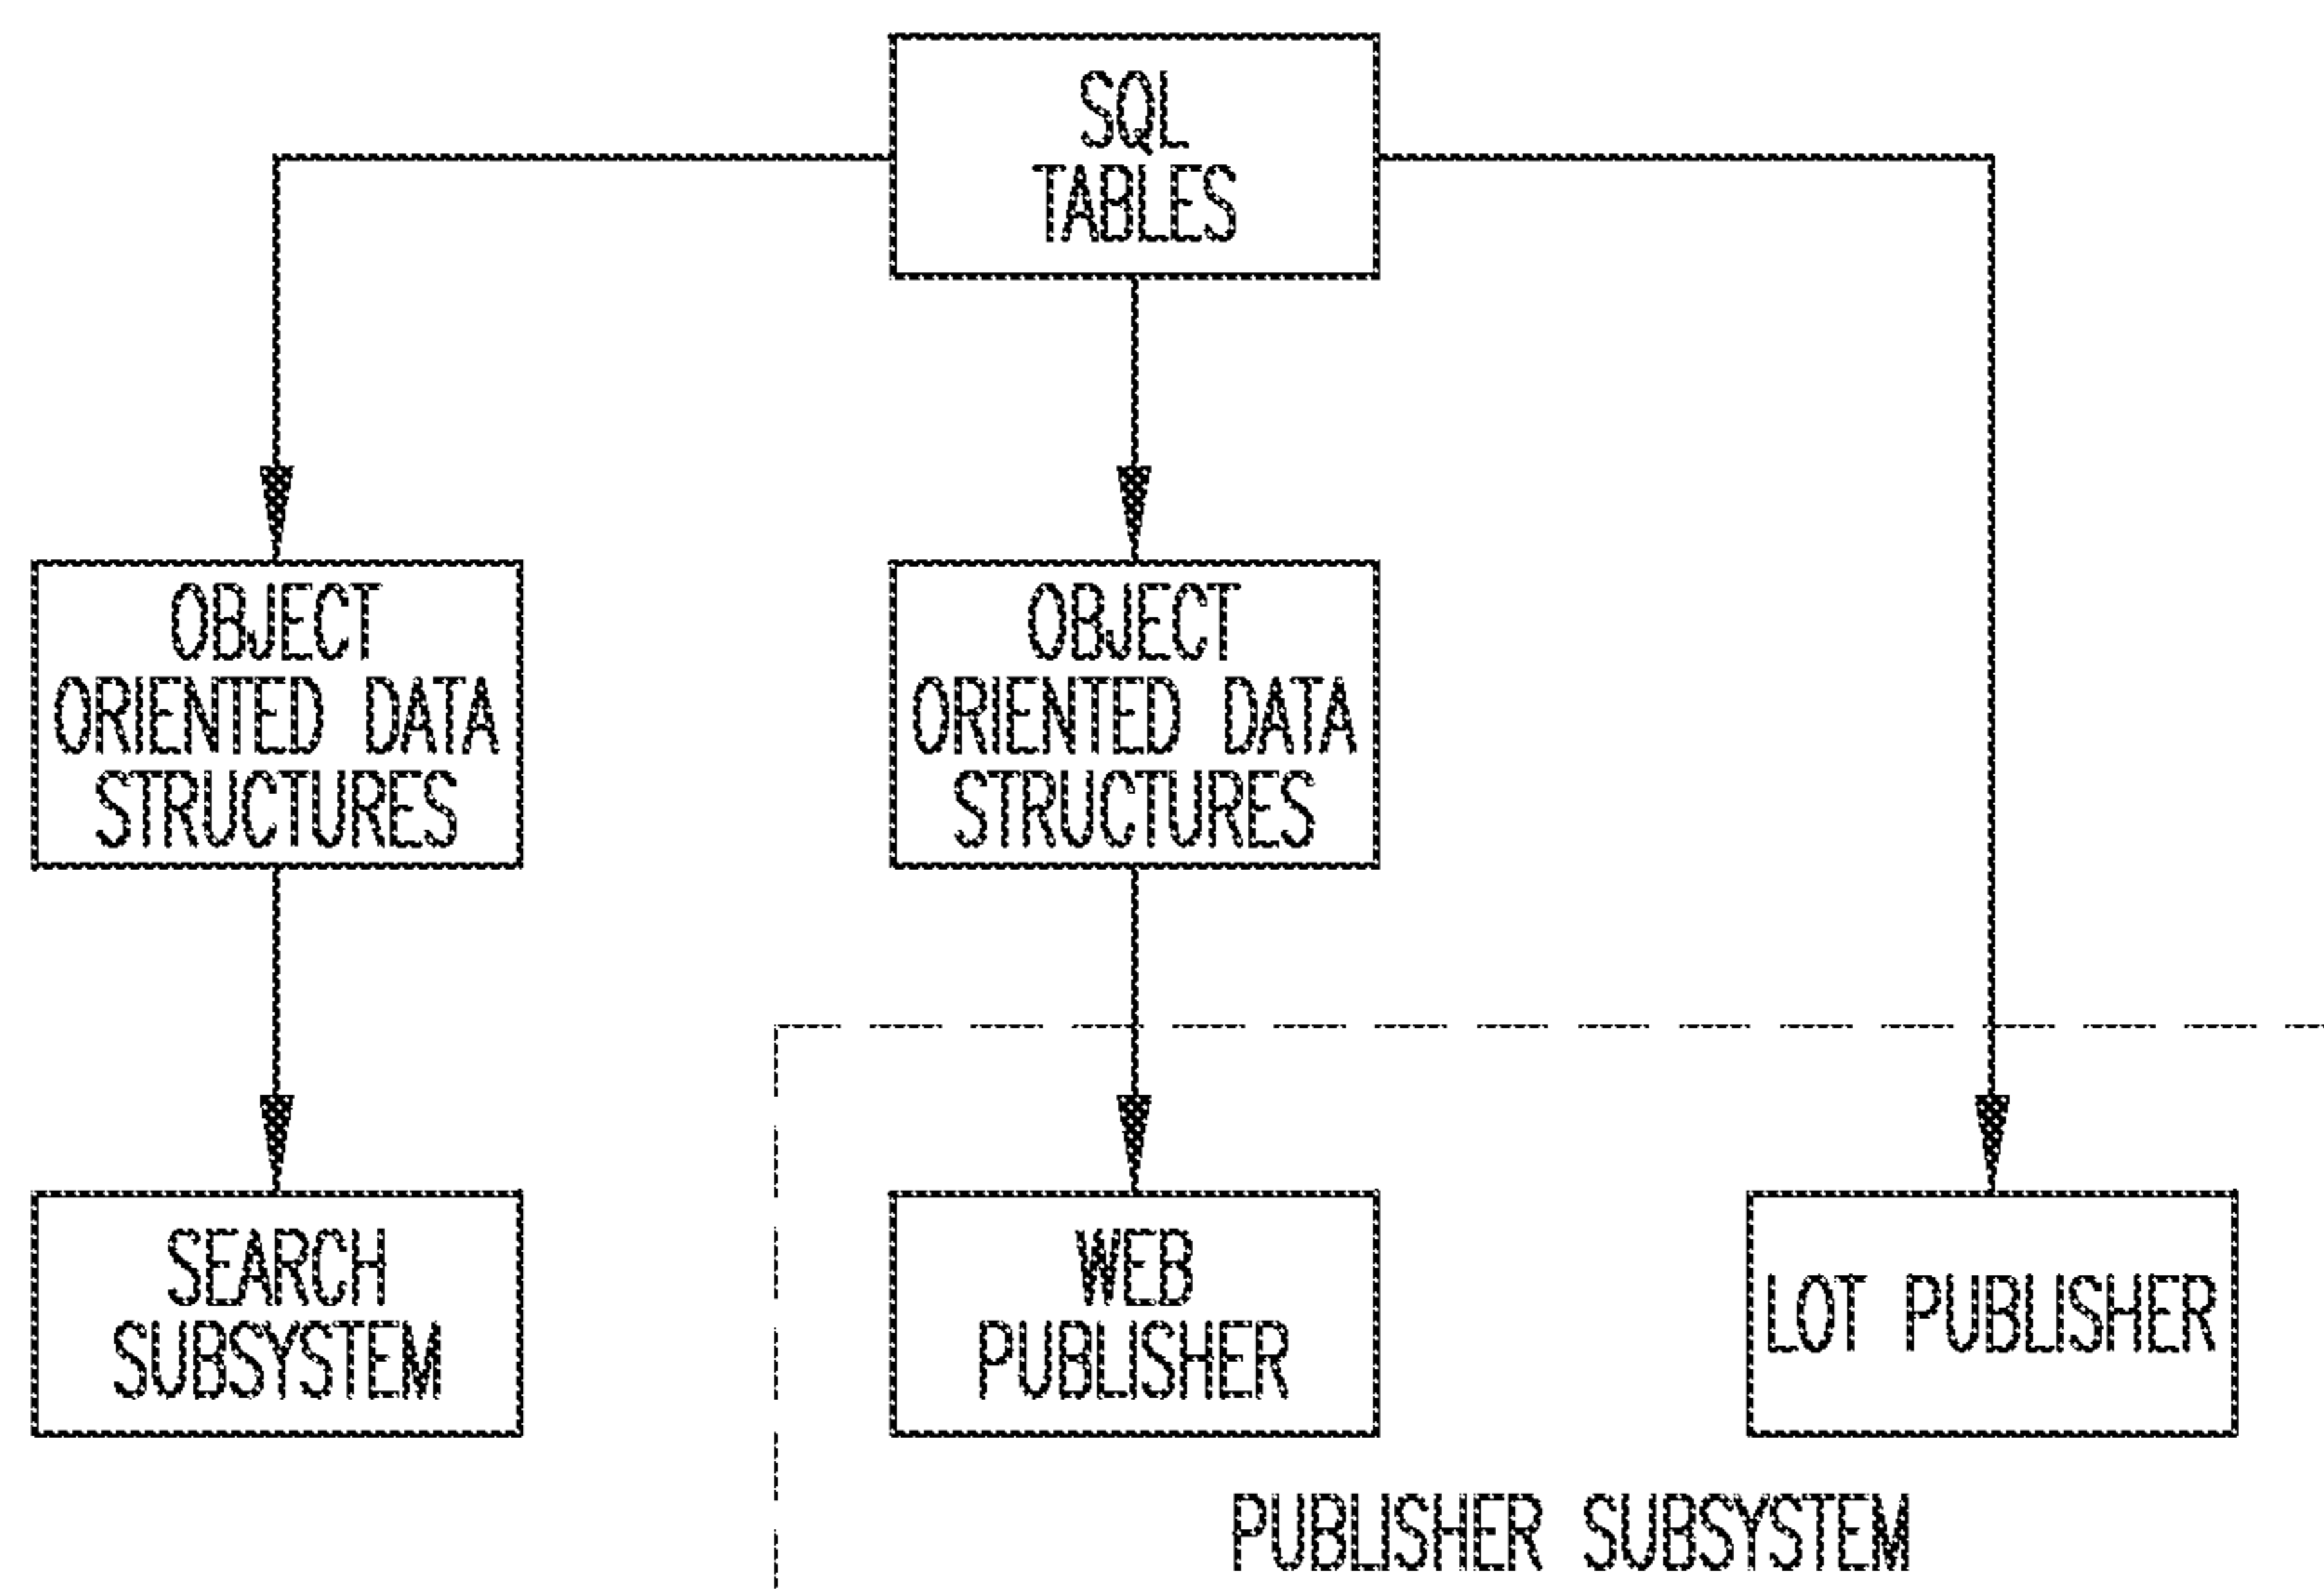 SQL
TABLES
OBJECT
ORIENTED DATA
STRUCTURES
OBJECT
ORIENTED DATA
STRUCTURES
SEARCH
SUBSYSTEM
WEB
PUBLISHER
LOT PUBLISHER
PUBLISHER SUBSYSTEM